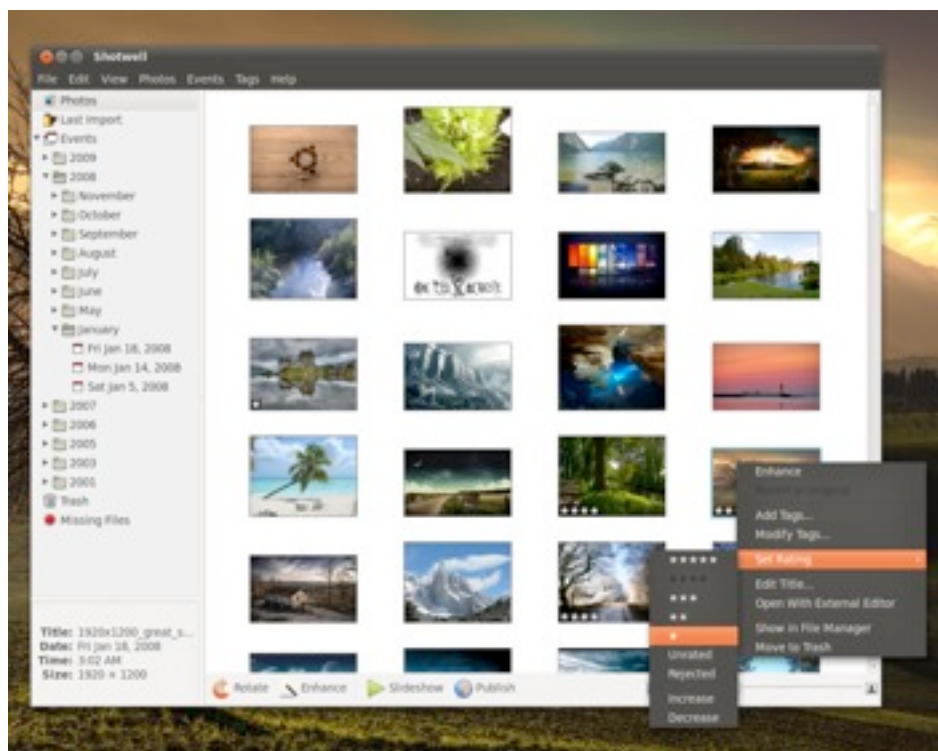 Shotwell
File Edit View Photos Events Tags Help
Photos
Last Import
Events
2009
2008
November
October
September
August
July
June
May
January
Fri Jan 18, 2008
Mon Jan 14, 2008
Sat Jan 5, 2008
2007
2006
2005
2003
2001
Trash
Missing Files
Title: 1920x1200_great_s...
Date: Fri Jan 18, 2008
Time: 3:02 AM
Size: 1920 × 1200
Rotate Enhance Slideshow Publish
Enhance
Add Tags...
Modify Tags...
Set Rating
Edit Title...
Open With External Editor
Show in File Manager
Move to Trash
Unrated
Rejected
Increase
Decrease